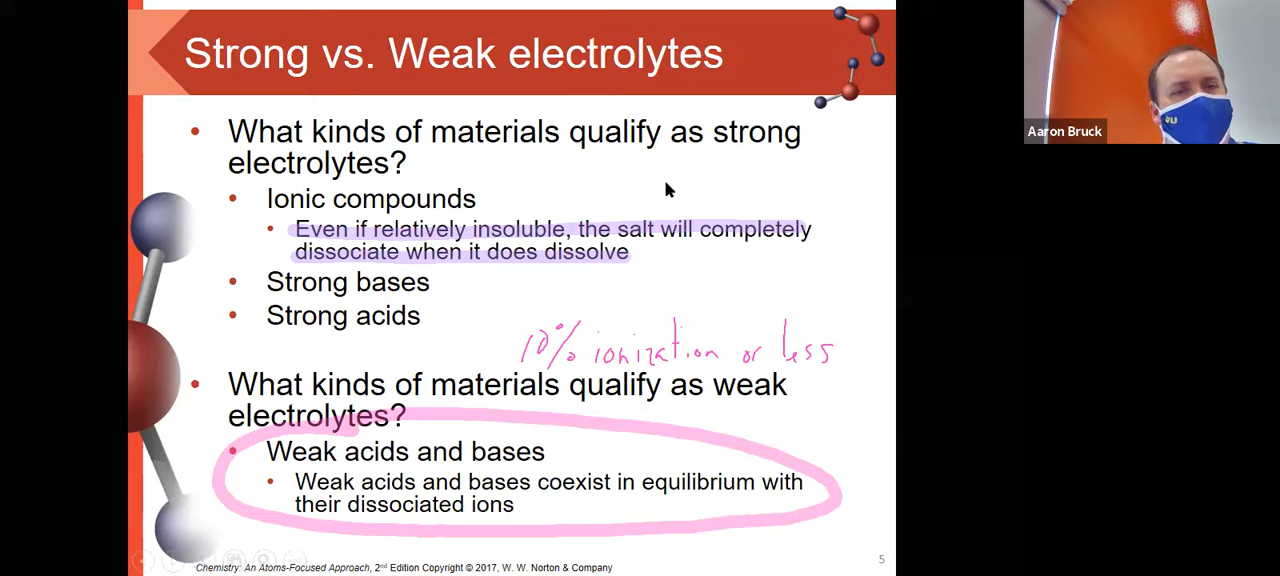 Strong vs. Weak electrolytes
• What kinds of materials qualify as strong
electrolytes?
• Ionic compounds
• Even if relatively insoluble, the salt will completely
dissociate when it does dissolve
• Strong bases
• Strong acids
10% ionization or less
• What kinds of materials qualify as weak
electrolytes?
• Weak acids and bases
• Weak acids and bases coexist in equilibrium with
their dissociated ions
5
Chemistry: An Atoms-Focused Approach, 2nd Edition Copyright © 2017, W. W. Norton & Company
Aaron Bruck